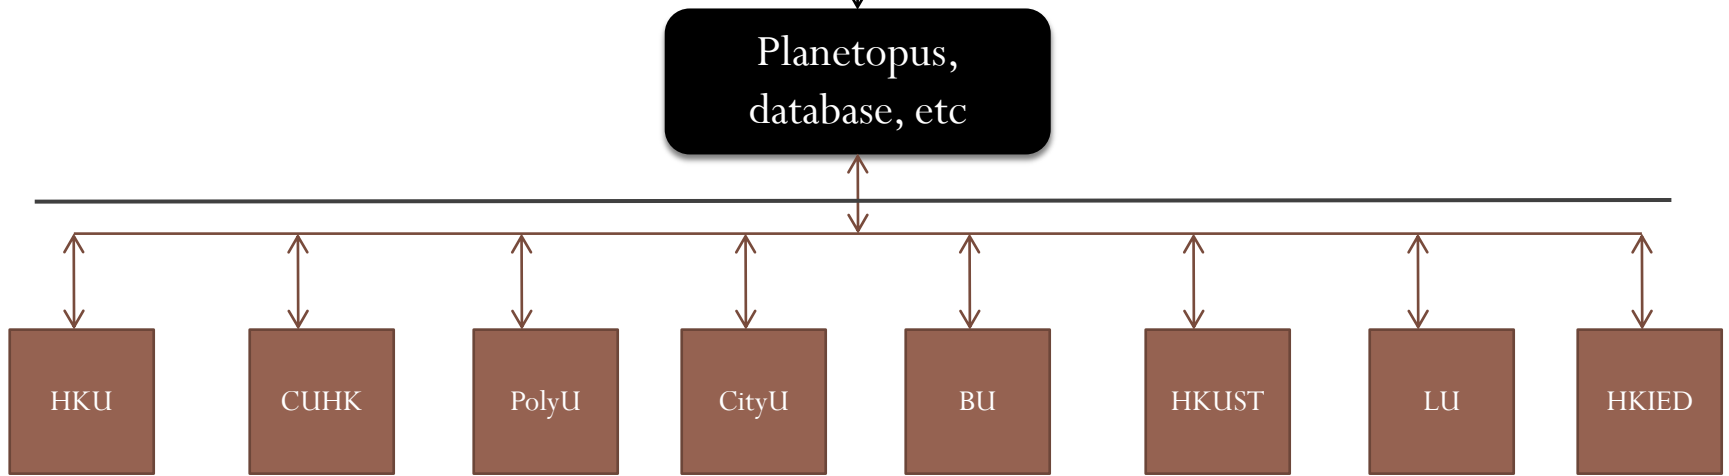 Planetopus,
database, etc
HKU
CUHK
PolyU
CityU
BU
HKUST
LU
HKIED